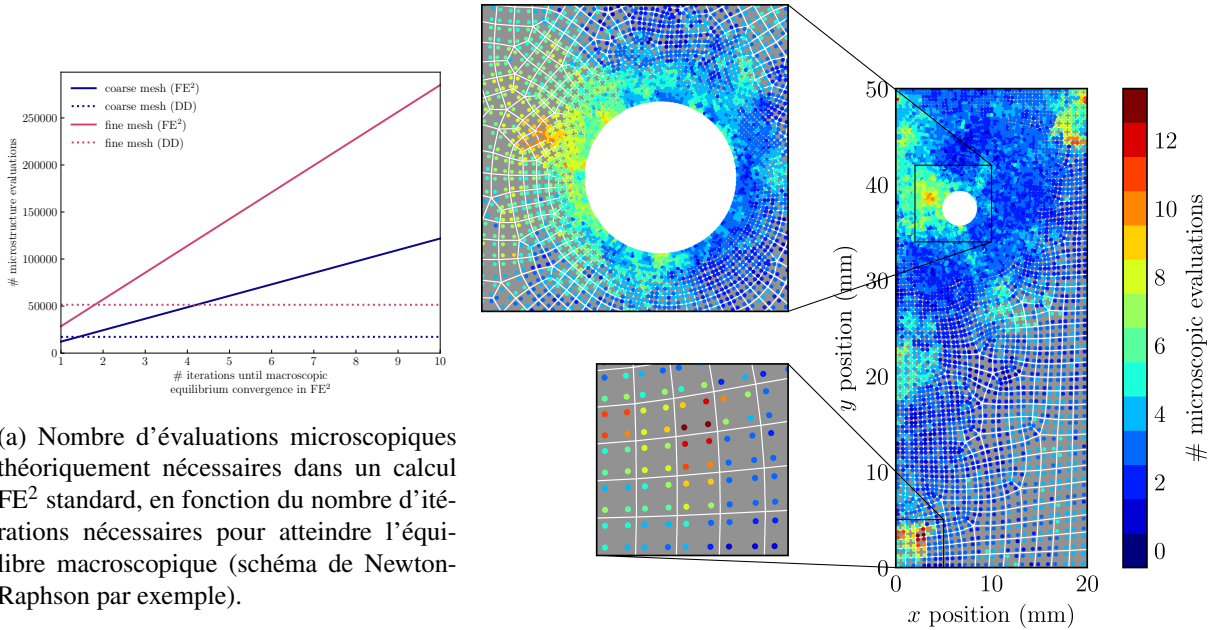 coarse mesh (FE²)
coarse mesh (DD)
fine mesh (FE²)
fine mesh (DD)
# microstructure evaluations
250000
200000
150000
100000
50000
0
1 2 3 4 5 6 7 8 9 10
# iterations until macroscopic
equilibrium convergence in FE²
(a) Nombre d'évaluations microscopiques
théoriquement nécessaires dans un calcul
FE² standard, en fonction du nombre d'ité-
rations nécessaires pour atteindre l'équi-
libre macroscopique (schéma de Newton-
Raphson par exemple).
50
40
30
20
10
0
y position (mm)
0 10 20
x position (mm)
12
10
8
6
4
2
0
# microscopic evaluations